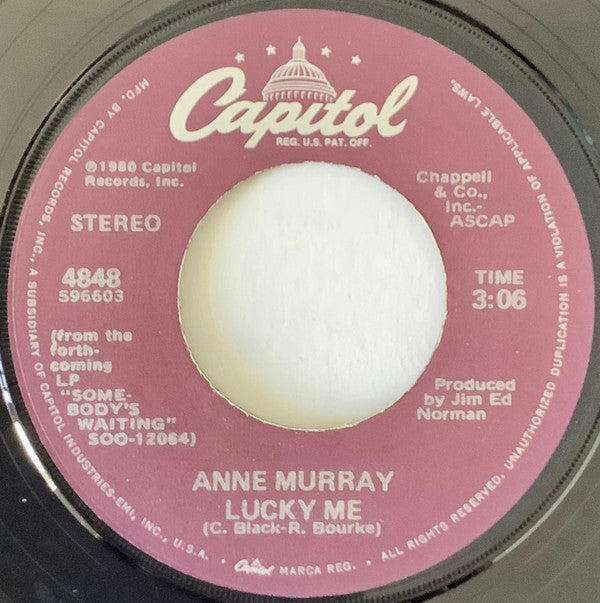 Capitol
REG. U.S. PAT. OFF.
℗1980 Capitol
Records, Inc.
STEREO
4848
S96603
(from the
forth-
coming
LP
"SOME-
BODY'S
WAITING"
SOO-12064)
Chappell
& Co.,
Inc.-
ASCAP
TIME
3:06
Produced
by Jim Ed
Norman
ANNE MURRAY
LUCKY ME
(C. Black-R. Bourke)
MFD. BY CAPITOL RECORDS, INC., A SUBSIDIARY OF CAPITOL INDUSTRIES-EMI, INC., U.S.A. • Capitol MARCA REG. • ALL RIGHTS RESERVED. UNAUTHORIZED DUPLICATION IS A VIOLATION OF APPLICABLE LAWS.